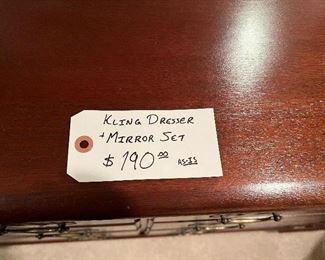 KLING DRESSER
+ MIRROR SET
$ 190.00 AS-IS